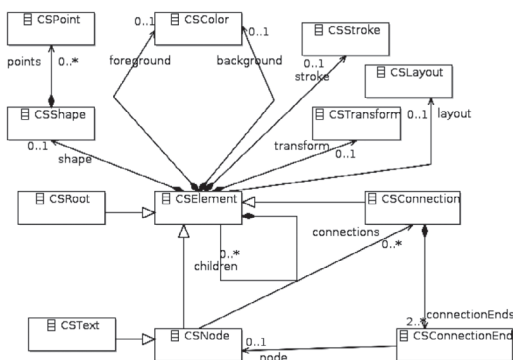 CSPoint
CSColor
CSStroke
0..1
0..1
points
0..*
foreground
background
0..1
stroke
CSLayout
CSShape
CSTransform
0..1
layout
0..1
shape
transform
0..1
CSRoot
CSElement
CSConnection
connections
0..*
0..*
children
CSText
CSNode
0..1
node
2..*
connectionEnds
CSConnectionEnd